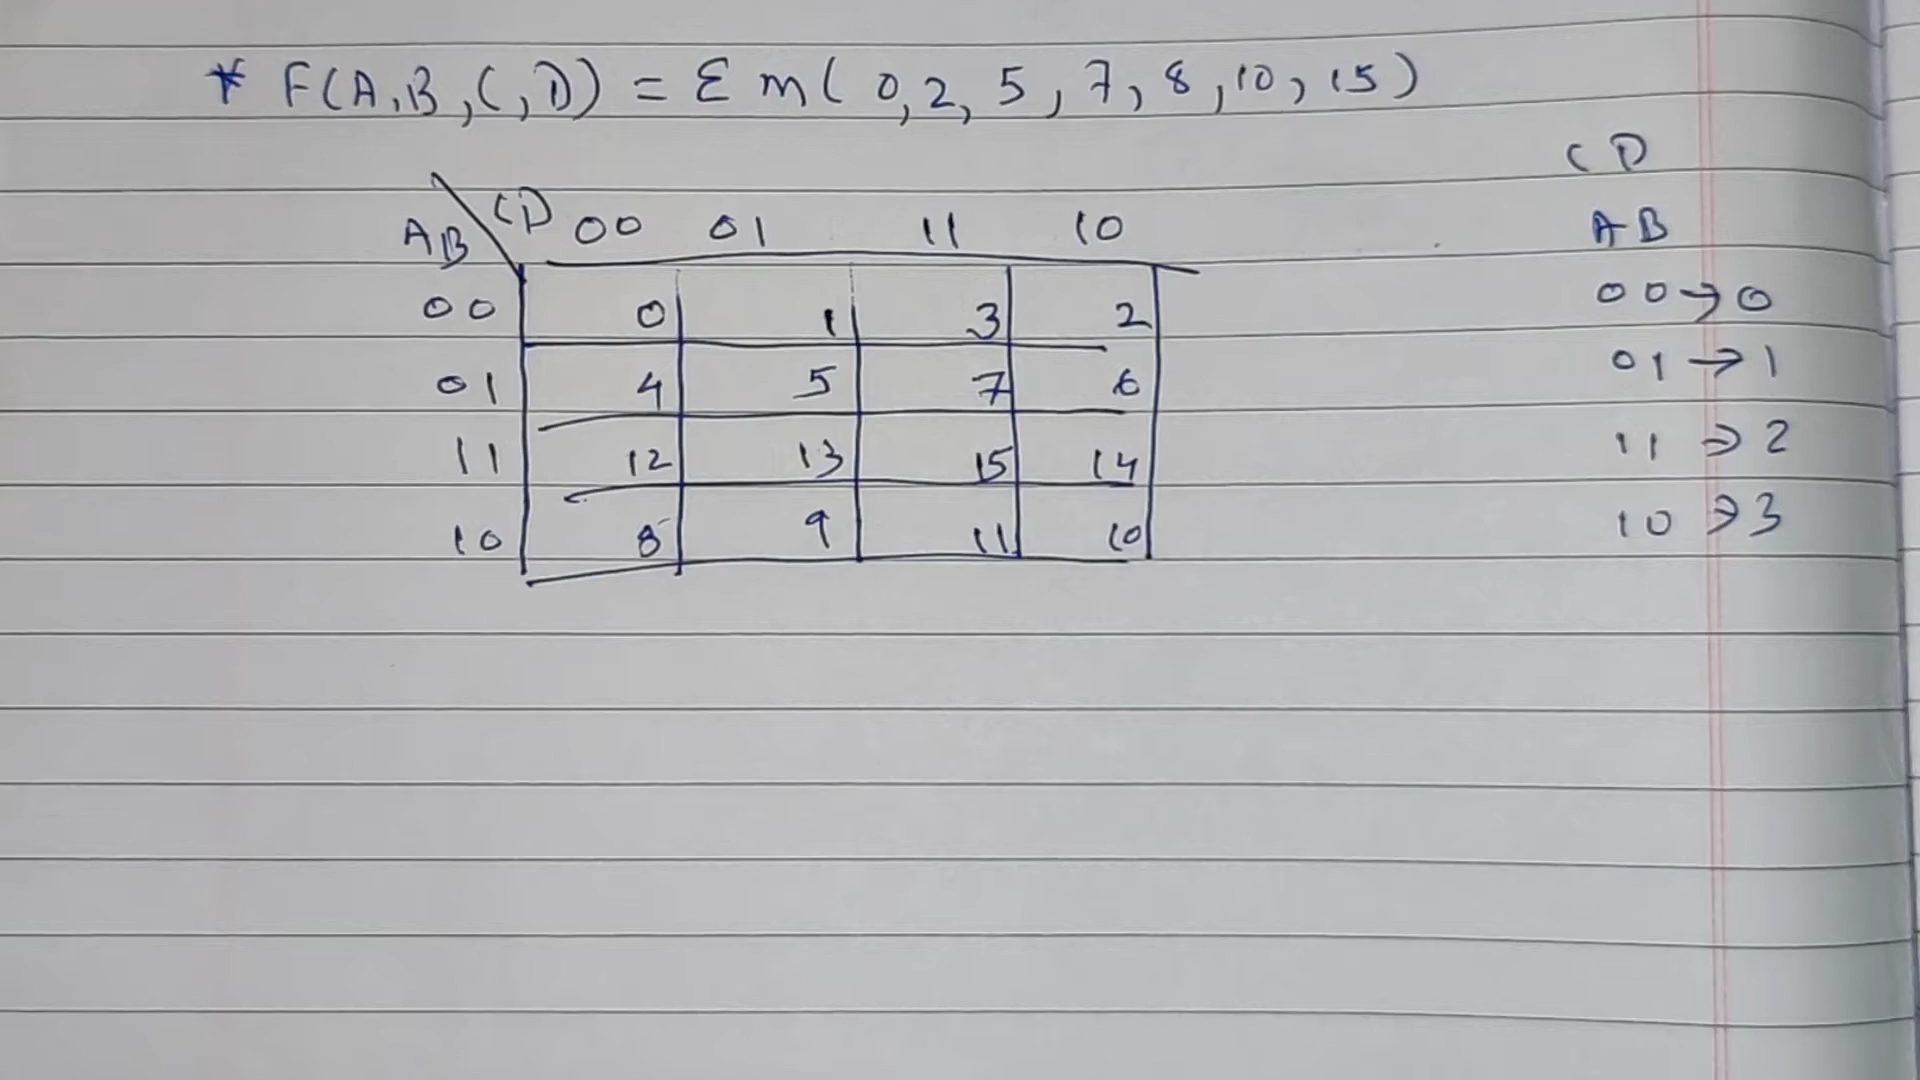 * F(A,B,C,D) = Σ m( 0,2,5,7,8,10,15)
CD
AB
CD 00 01 11 10
AB
00 0 1 3 2
01 4 5 7 6
11 12 13 15 14
10 8 9 11 10
00→0
01→1
11→2
10→3